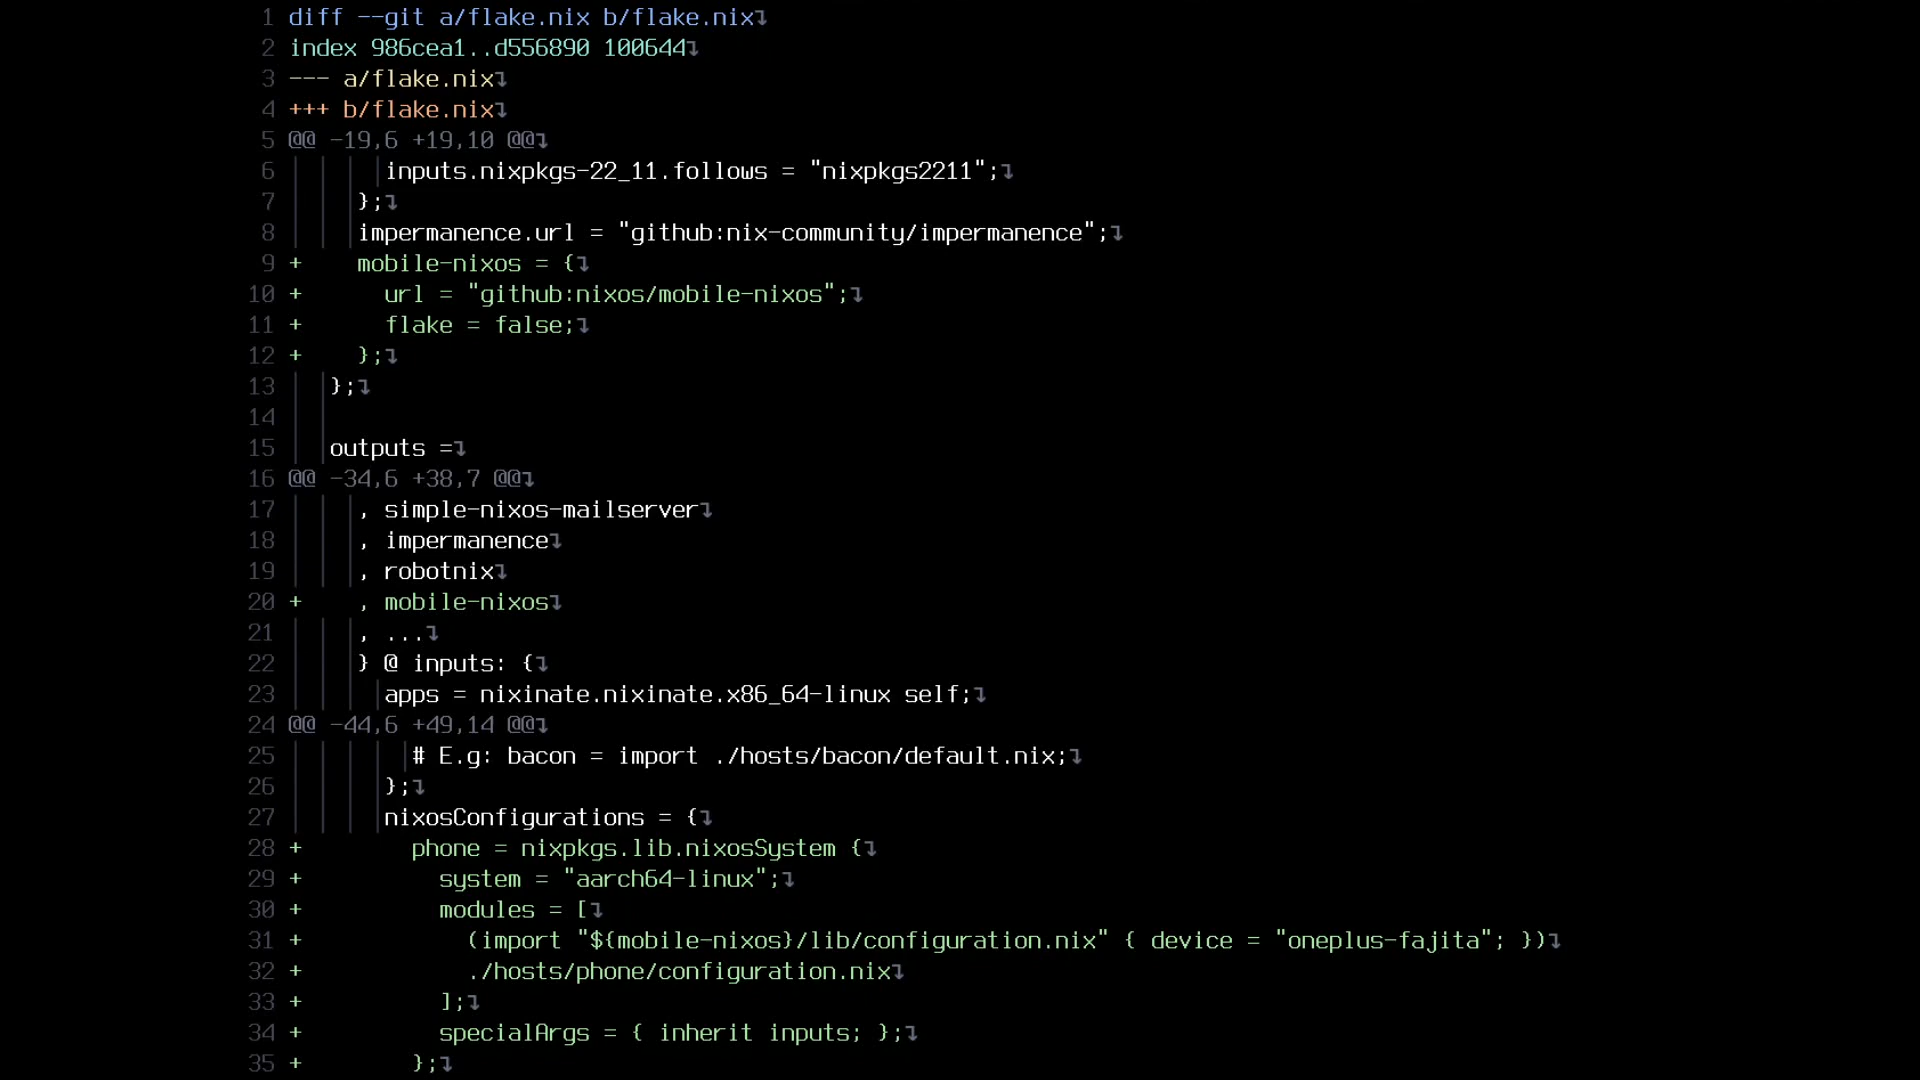 1 diff --git a/flake.nix b/flake.nix↴
2 index 986cea1..d556890 100644↴
3 --- a/flake.nix↴
4 +++ b/flake.nix↴
5 @@ -19,6 +19,10 @@↴
6        inputs.nixpkgs-22_11.follows = "nixpkgs2211";↴
7      };↴
8      impermanence.url = "github:nix-community/impermanence";↴
9 +    mobile-nixos = {↴
10 +      url = "github:nixos/mobile-nixos";↴
11 +      flake = false;↴
12 +    };↴
13    };↴
14
15    outputs =↴
16 @@ -34,6 +38,7 @@↴
17      , simple-nixos-mailserver↴
18      , impermanence↴
19      , robotnix↴
20 +    , mobile-nixos↴
21      , ...↴
22      } @ inputs: {↴
23        apps = nixinate.nixinate.x86_64-linux self;↴
24 @@ -44,6 +49,14 @@↴
25          # E.g: bacon = import ./hosts/bacon/default.nix;↴
26        };↴
27        nixosConfigurations = {↴
28 +        phone = nixpkgs.lib.nixosSystem {↴
29 +          system = "aarch64-linux";↴
30 +          modules = [↴
31 +            (import "${mobile-nixos}/lib/configuration.nix" { device = "oneplus-fajita"; })↴
32 +            ./hosts/phone/configuration.nix↴
33 +          ];↴
34 +          specialArgs = { inherit inputs; };↴
35 +        };↴